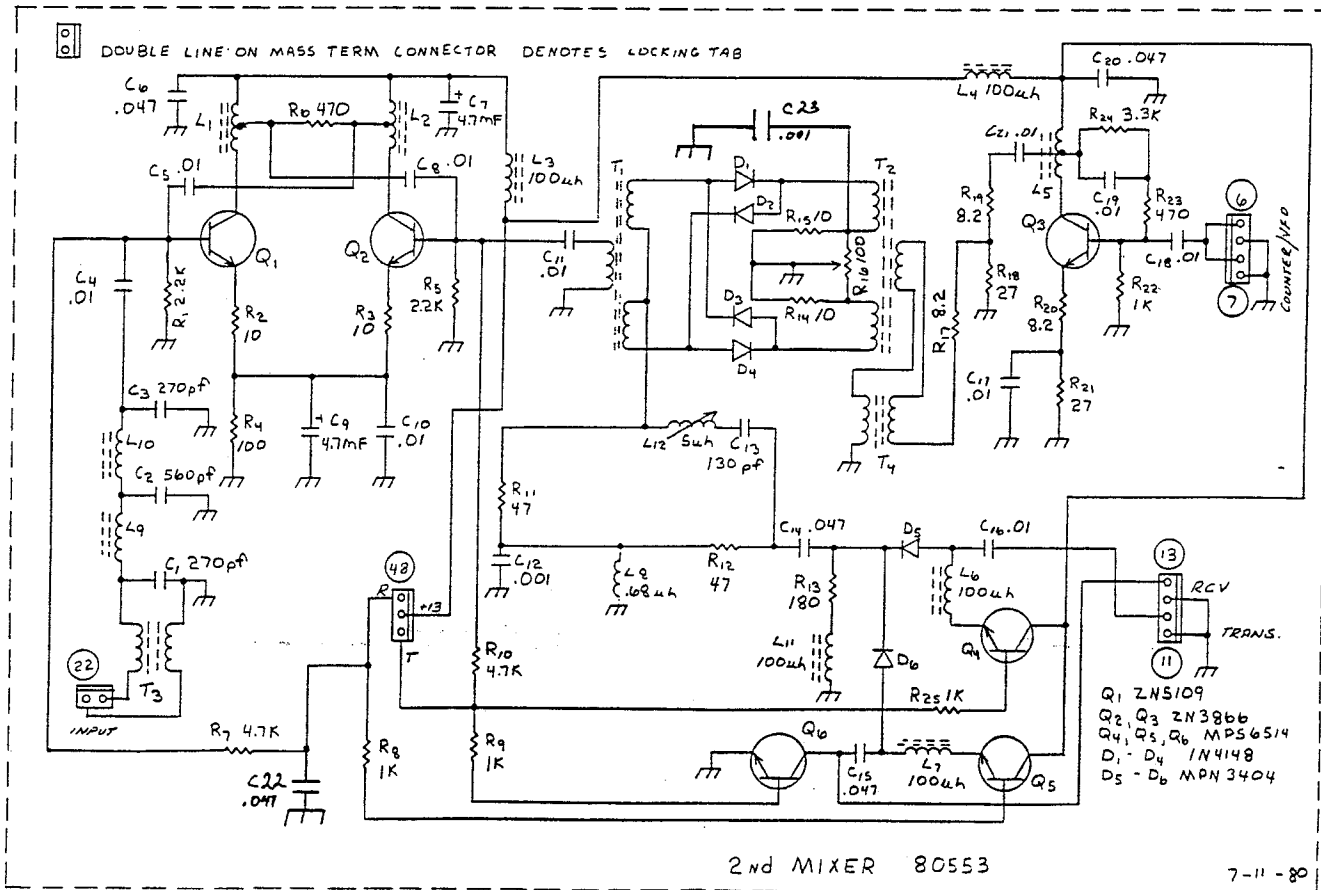 DOUBLE LINE ON MASS TERM CONNECTOR DENOTES LOCKING TAB
C6 .047
L1
R6 470
L2
+ C7 4.7mF
C5 .01
C8 .01
L3 100uh
Q1
Q2
C4 .01
R1 2.2K
R2 10
R3 10
R5 22K
C11 .01
C3 270pf
R4 100
+ C9 4.7mF
C10 .01
L10
C2 560pf
L9
C1 270pf
T3
22
INPUT
T1
C23 .001
D1
D2
D3
D4
R15 10
R16 100
R14 10
T2
L4 100uh
C20 .047
C21 .01
R24 3.3K
L5
C19 .01
R19 8.2
R23 470
Q3
R18 27
R17 8.2
C18 .01
6
7
COUNTER/VFO
R20 8.2
R22 1K
C17 .01
R21 27
T4
L12 5uh
C13 130pf
R11 47
C12 .001
L8 .68uh
R12 47
C14 .047
D5
C16 .01
R13 180
L6 100uh
L11 100uh
D6
Q4
R25 1K
13
RCV
TRANS.
11
48
R
+13
T
R10 4.7K
R7 4.7K
R8 1K
R9 1K
C22 .047
Q6
C15 .047
L7 100uh
Q5
Q1 2N5109
Q2, Q3 2N3866
Q4, Q5, Q6 MPS6514
D1 - D4 1N4148
D5 - D6 MPN 3404
2ND MIXER 80553
7-11-80